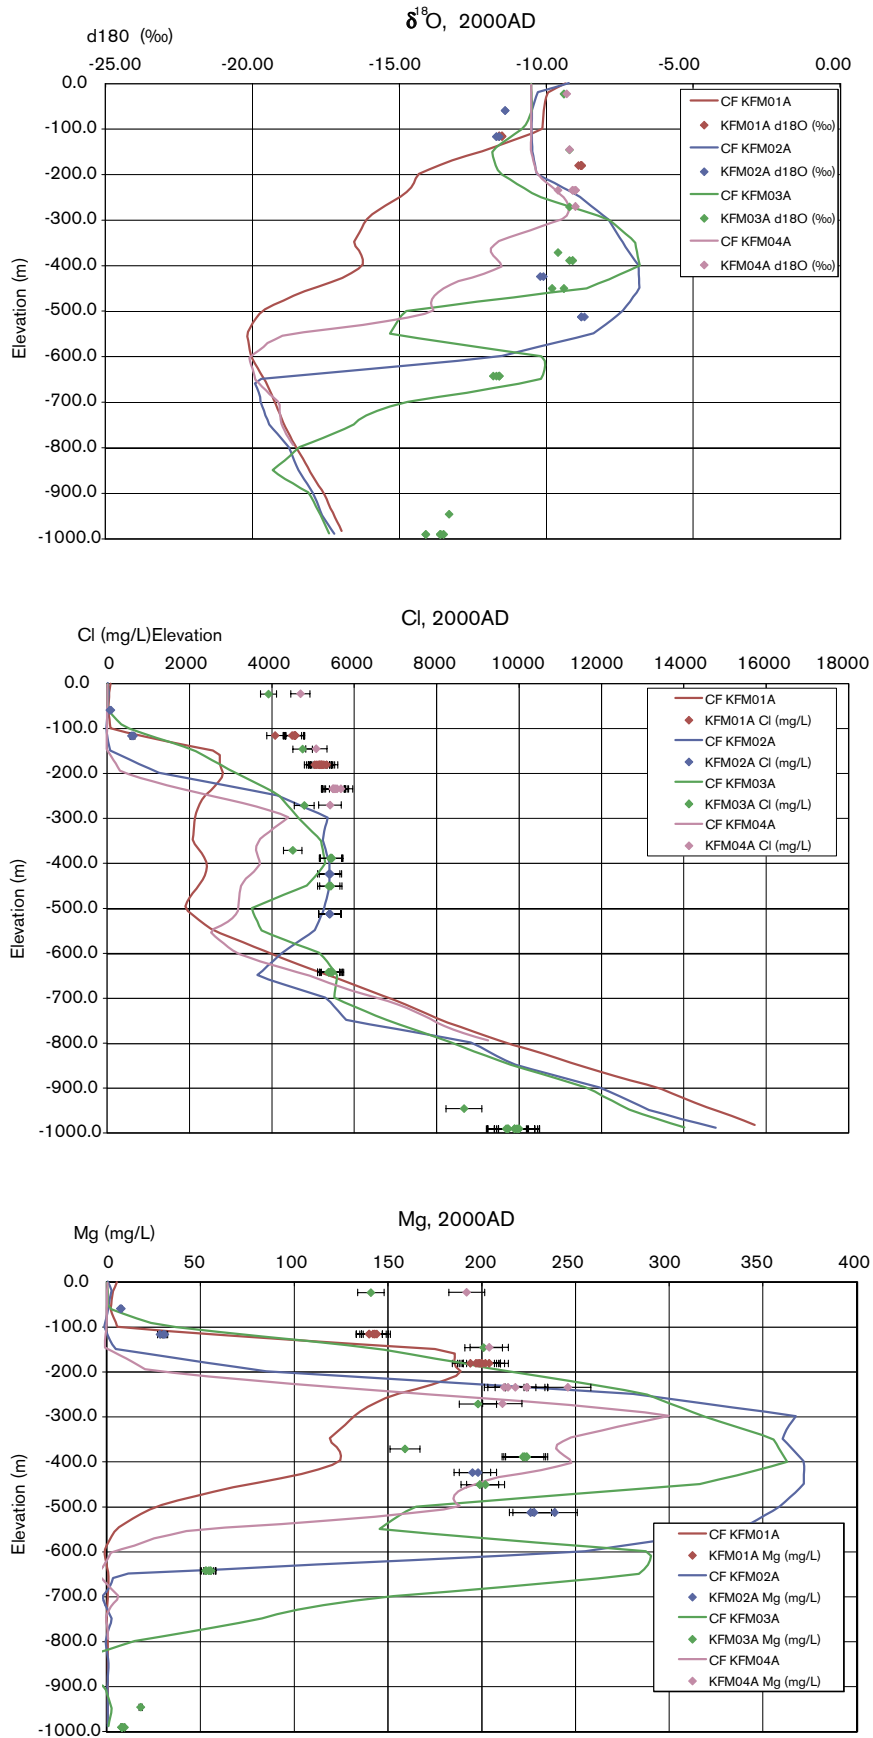 δ18O, 2000AD
d180 (‰)
-25.00 -20.00 -15.00 -10.00 -5.00 0.00
0.0
-100.0
-200.0
-300.0
-400.0
-500.0
-600.0
-700.0
-800.0
-900.0
-1000.0
Elevation (m)
CF KFM01A
KFM01A d18O (‰)
CF KFM02A
KFM02A d18O (‰)
CF KFM03A
KFM03A d18O (‰)
CF KFM04A
KFM04A d18O (‰)
Cl, 2000AD
Cl (mg/L)Elevation
0 2000 4000 6000 8000 10000 12000 14000 16000 18000
0.0
-100.0
-200.0
-300.0
-400.0
-500.0
-600.0
-700.0
-800.0
-900.0
-1000.0
Elevation (m)
CF KFM01A
KFM01A Cl (mg/L)
CF KFM02A
KFM02A Cl (mg/L)
CF KFM03A
KFM03A Cl (mg/L)
CF KFM04A
KFM04A Cl (mg/L)
Mg, 2000AD
Mg (mg/L)
0 50 100 150 200 250 300 350 400
0.0
-100.0
-200.0
-300.0
-400.0
-500.0
-600.0
-700.0
-800.0
-900.0
-1000.0
Elevation (m)
CF KFM01A
KFM01A Mg (mg/L)
CF KFM02A
KFM02A Mg (mg/L)
CF KFM03A
KFM03A Mg (mg/L)
CF KFM04A
KFM04A Mg (mg/L)